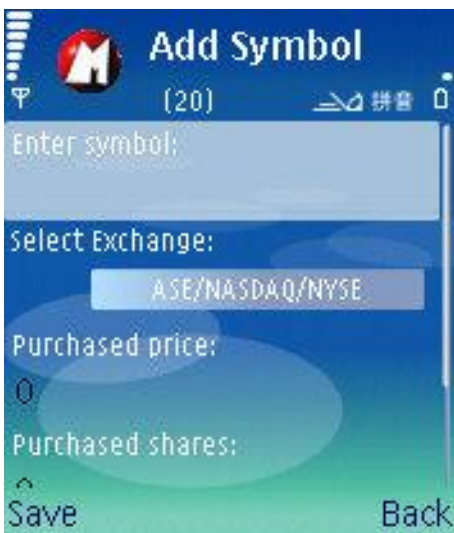 M
Add Symbol
(20) 拼音
Enter symbol:
Select Exchange:
ASE/NASDAQ/NYSE
Purchased price:
0
Purchased shares:
Save Back